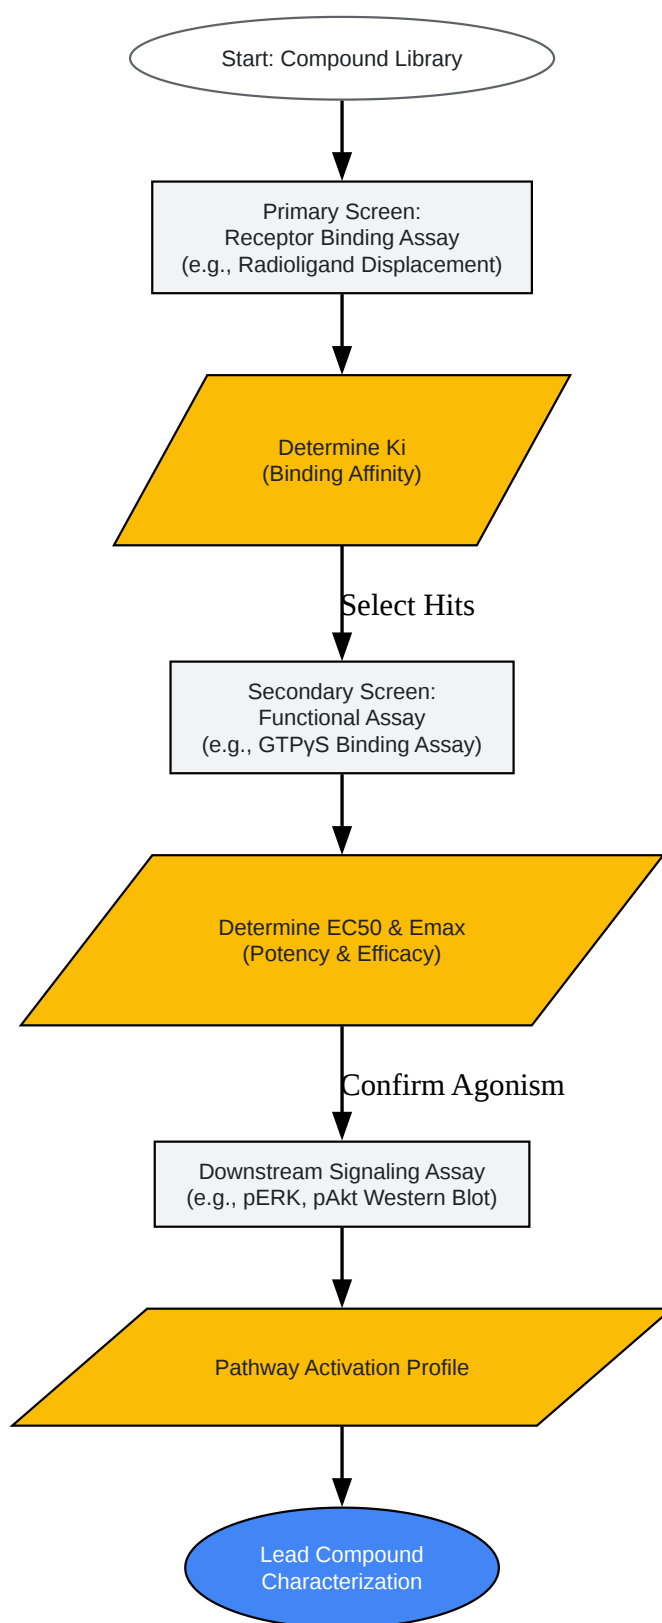 Start: Compound Library
Primary Screen:
Receptor Binding Assay
(e.g., Radioligand Displacement)
Determine Ki
(Binding Affinity)
Select Hits
Secondary Screen:
Functional Assay
(e.g., GTPγS Binding Assay)
Determine EC50 & Emax
(Potency & Efficacy)
Confirm Agonism
Downstream Signaling Assay
(e.g., pERK, pAkt Western Blot)
Pathway Activation Profile
Lead Compound
Characterization